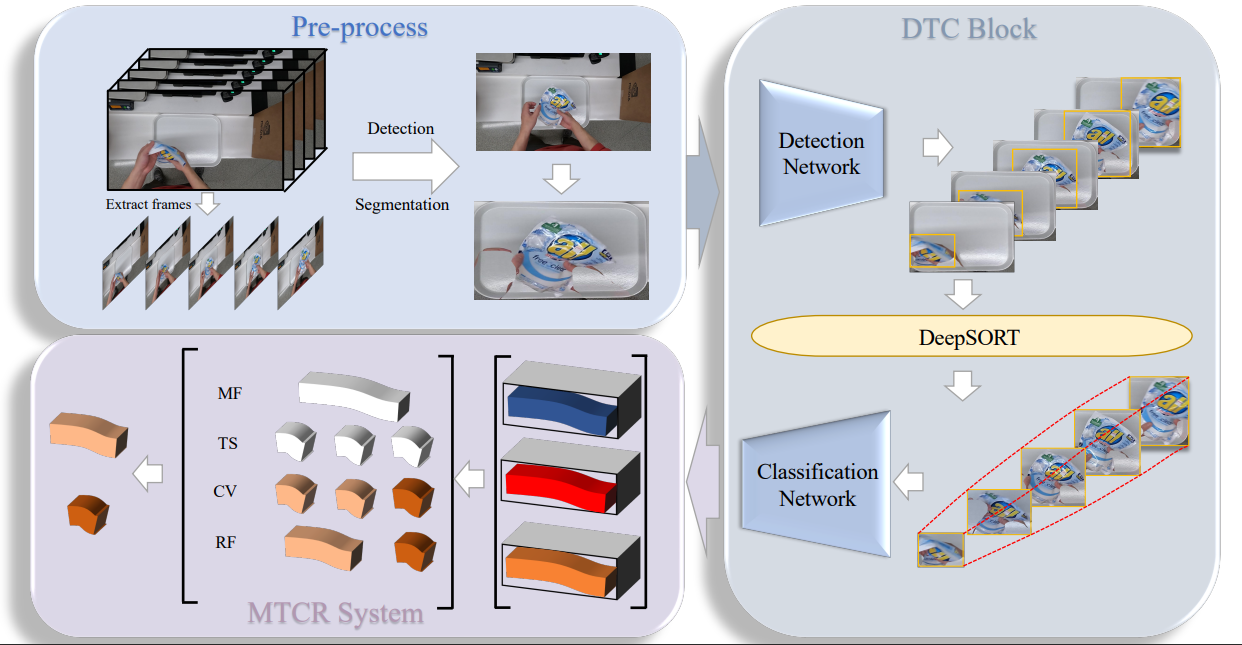 Pre-process
Extract frames
Detection
Segmentation
DTC Block
Detection
Network
DeepSORT
Classification
Network
MF
TS
CV
RF
MTCR System